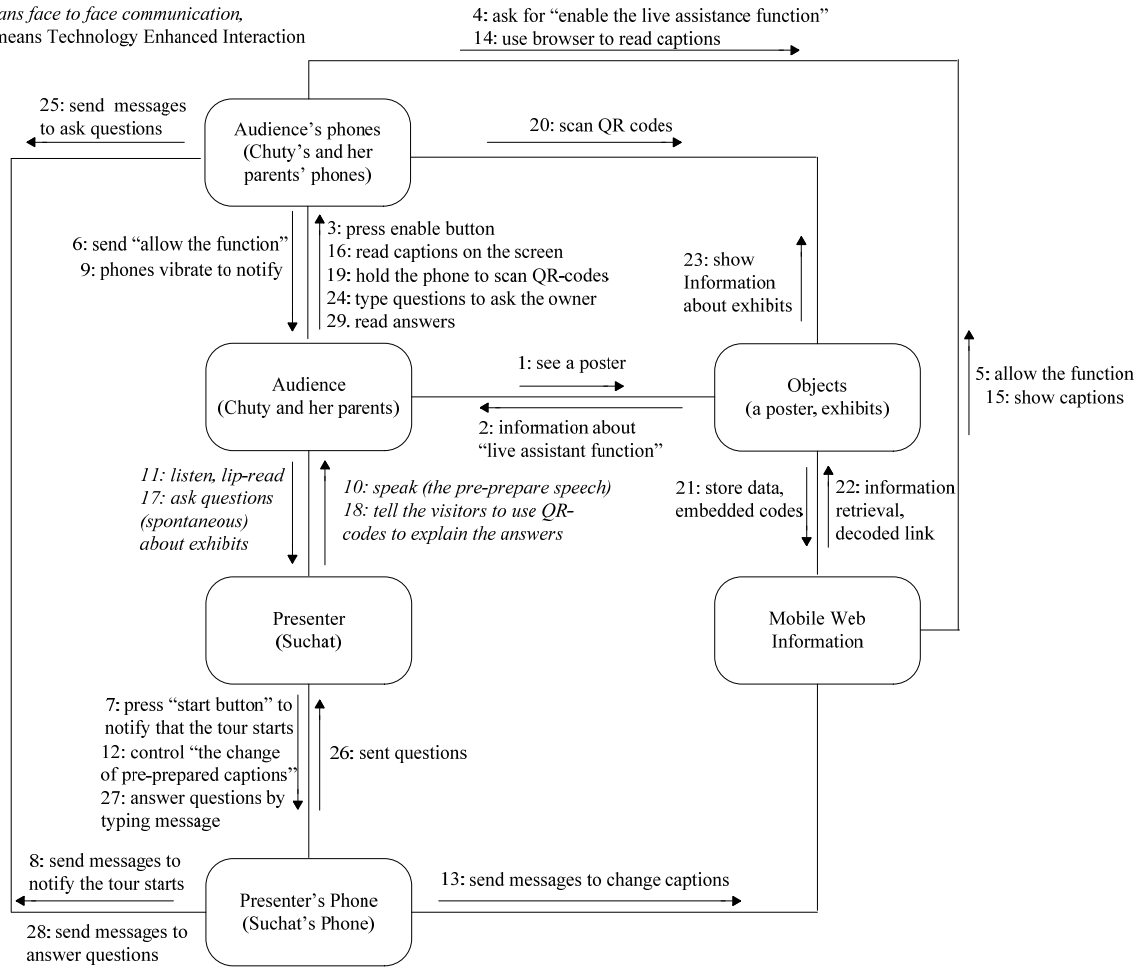 ans face to face communication,
means Technology Enhanced Interaction
4: ask for “enable the live assistance function”
14: use browser to read captions
25: send messages
to ask questions
Audience’s phones
(Chuty’s and her
parents’ phones)
20: scan QR codes
6: send “allow the function”
9: phones vibrate to notify
3: press enable button
16: read captions on the screen
19: hold the phone to scan QR-codes
24: type questions to ask the owner
29. read answers
23: show
Information
about exhibits
Audience
(Chuty and her parents)
1: see a poster
2: information about
“live assistant function”
Objects
(a poster, exhibits)
5: allow the function
15: show captions
11: listen, lip-read
17: ask questions
(spontaneous)
about exhibits
10: speak (the pre-prepare speech)
18: tell the visitors to use QR-
codes to explain the answers
21: store data,
embedded codes
22: information
retrieval,
decoded link
Presenter
(Suchat)
Mobile Web
Information
7: press “start button” to
notify that the tour starts
12: control “the change
of pre-prepared captions”
27: answer questions by
typing message
26: sent questions
8: send messages to
notify the tour starts
28: send messages to
answer questions
Presenter’s Phone
(Suchat’s Phone)
13: send messages to change captions